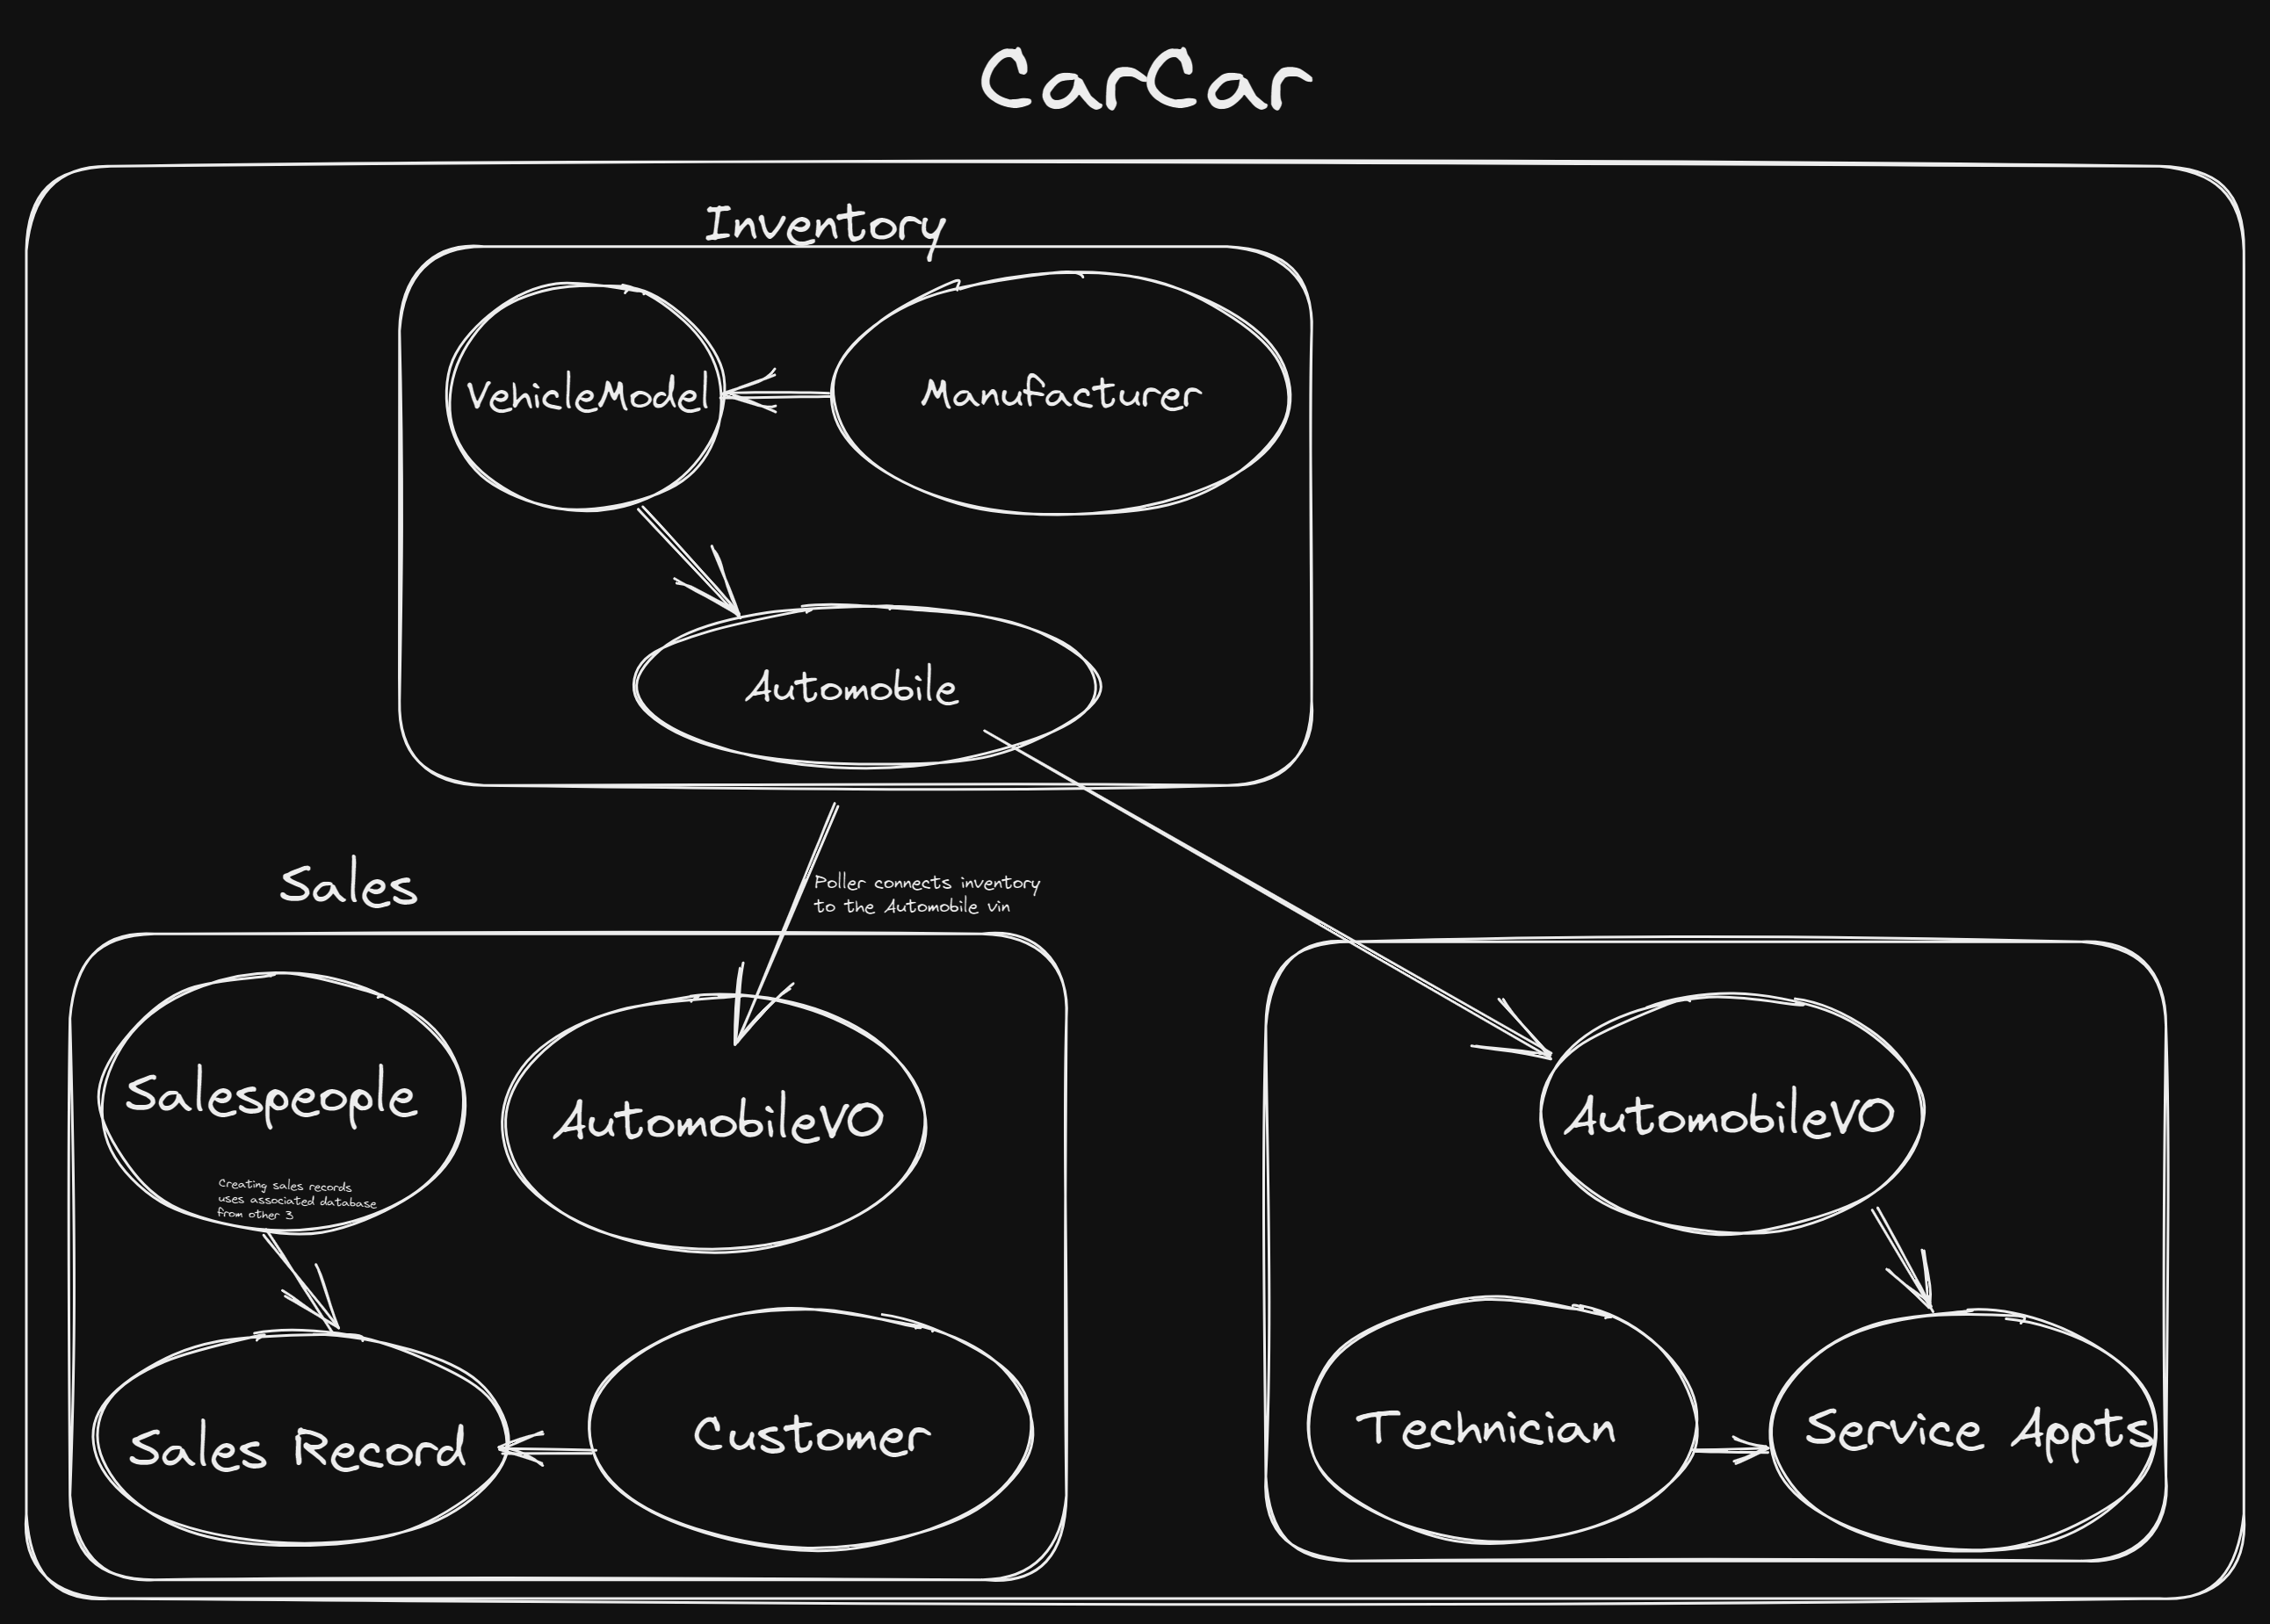 CarCar
Inventory
VehicleModel
Manufacturer
Automobile
Sales
Poller connects inventory
to the Automobile vin
Salespeople
Creating sales records
uses associated database
from other 3
AutomobileVO
Sales Record
Customer
AutomobileVO
Technician
Service Appts